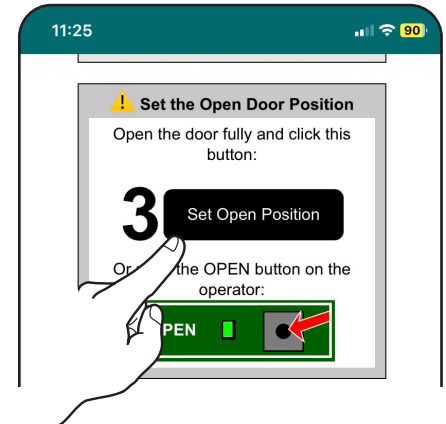 11:25
90
Set the Open Door Position
Open the door fully and click this
button:
3
Set Open Position
Or the OPEN button on the
operator:
PEN